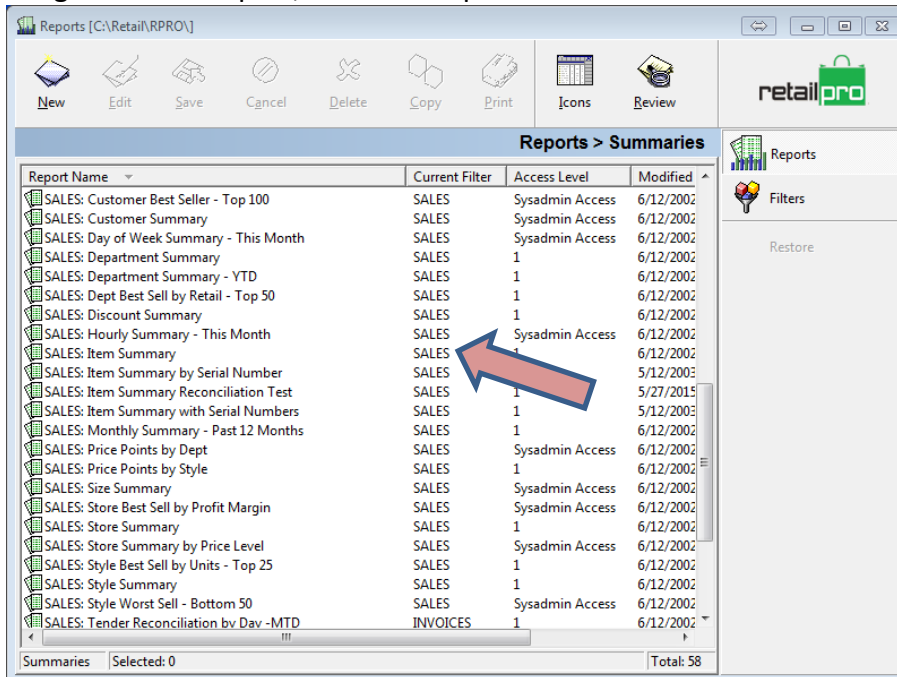 Reports [C:\Retail\RPRO\]
New Edit Save Cancel Delete Copy Print Icons Review
retailpro
Reports > Summaries
Reports
Filters
Restore
Report Name Current Filter Access Level Modified
SALES: Customer Best Seller - Top 100 SALES Sysadmin Access 6/12/2002
SALES: Customer Summary SALES Sysadmin Access 6/12/2002
SALES: Day of Week Summary - This Month SALES Sysadmin Access 6/12/2002
SALES: Department Summary SALES 1 6/12/2002
SALES: Department Summary - YTD SALES 1 6/12/2002
SALES: Dept Best Sell by Retail - Top 50 SALES 1 6/12/2002
SALES: Discount Summary SALES 1 6/12/2002
SALES: Hourly Summary - This Month SALES Sysadmin Access 6/12/2002
SALES: Item Summary SALES 1 6/12/2002
SALES: Item Summary by Serial Number SALES 5/12/2003
SALES: Item Summary Reconciliation Test SALES 1 5/27/2015
SALES: Item Summary with Serial Numbers SALES 1 5/12/2003
SALES: Monthly Summary - Past 12 Months SALES 1 6/12/2002
SALES: Price Points by Dept SALES Sysadmin Access 6/12/2002
SALES: Price Points by Style SALES 1 6/12/2002
SALES: Size Summary SALES Sysadmin Access 6/12/2002
SALES: Store Best Sell by Profit Margin SALES Sysadmin Access 6/12/2002
SALES: Store Summary SALES 1 6/12/2002
SALES: Store Summary by Price Level SALES Sysadmin Access 6/12/2002
SALES: Style Best Sell by Units - Top 25 SALES 1 6/12/2002
SALES: Style Summary SALES 1 6/12/2002
SALES: Style Worst Sell - Bottom 50 SALES Sysadmin Access 6/12/2002
SALES: Tender Reconciliation by Day -MTD INVOICES 1 6/12/2002
Summaries Selected: 0 Total: 58